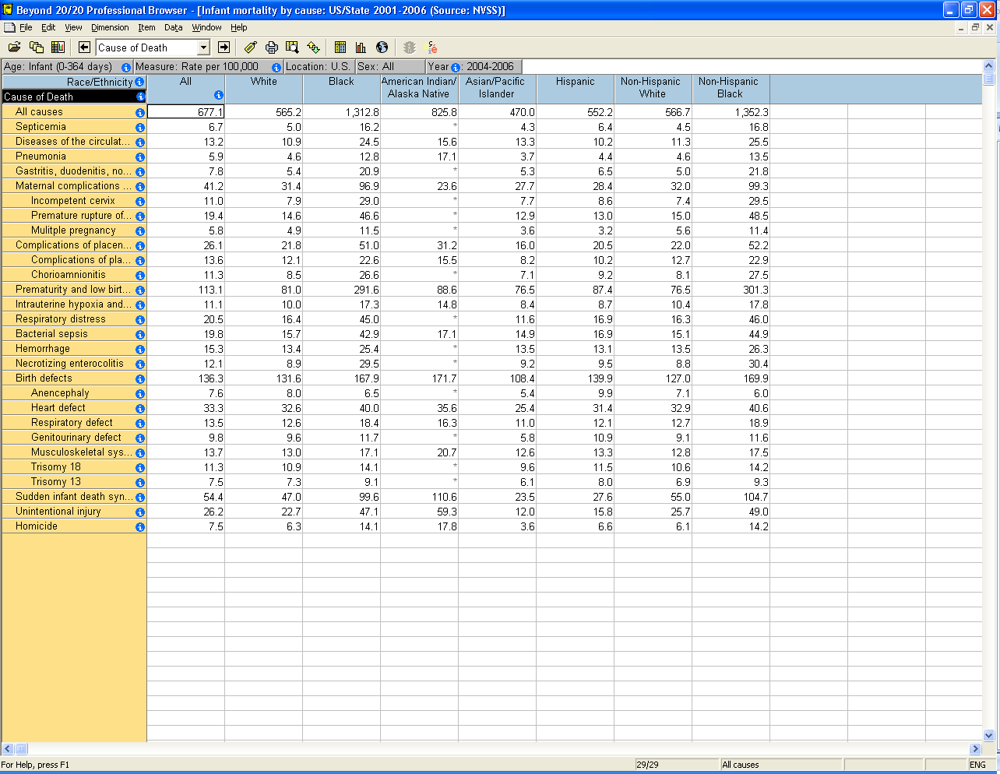 Beyond 20/20 Professional Browser - [Infant mortality by cause: US/State 2001-2006 (Source: NVSS)]
File Edit View Dimension Item Data Window Help
Cause of Death
Age: Infant (0-364 days) Measure: Rate per 100,000 Location: U.S. Sex: All Year : 2004-2006
Race/Ethnicity All White Black American Indian/ Asian/Pacific Hispanic Non-Hispanic Non-Hispanic
Cause of Death Alaska Native Islander White Black
All causes 677.1 565.2 1,312.8 825.8 470.0 552.2 566.7 1,352.3
Septicemia 6.7 5.0 16.2 * 4.3 6.4 4.5 16.8
Diseases of the circulat... 13.2 10.9 24.5 15.6 13.3 10.2 11.3 25.5
Pneumonia 5.9 4.6 12.8 17.1 3.7 4.4 4.6 13.5
Gastritis, duodenitis, no... 7.8 5.4 20.9 * 5.3 6.5 5.0 21.8
Maternal complications ... 41.2 31.4 96.9 23.6 27.7 28.4 32.0 99.3
Incompetent cervix 11.0 7.9 29.0 * 7.7 8.6 7.4 29.5
Premature rupture of... 19.4 14.6 46.6 * 12.9 13.0 15.0 48.5
Mulitple pregnancy 5.8 4.9 11.5 * 3.6 3.2 5.6 11.4
Complications of placen... 26.1 21.8 51.0 31.2 16.0 20.5 22.0 52.2
Complications of pla... 13.6 12.1 22.6 15.5 8.2 10.2 12.7 22.9
Chorioamnionitis 11.3 8.5 26.6 * 7.1 9.2 8.1 27.5
Prematurity and low birt... 113.1 81.0 291.6 88.6 76.5 87.4 76.5 301.3
Intrauterine hypoxia and... 11.1 10.0 17.3 14.8 8.4 8.7 10.4 17.8
Respiratory distress 20.5 16.4 45.0 * 11.6 16.9 16.3 46.0
Bacterial sepsis 19.8 15.7 42.9 17.1 14.9 16.9 15.1 44.9
Hemorrhage 15.3 13.4 25.4 * 13.5 13.1 13.5 26.3
Necrotizing enterocolitis 12.1 8.9 29.5 * 9.2 9.5 8.8 30.4
Birth defects 136.3 131.6 167.9 171.7 108.4 139.9 127.0 169.9
Anencephaly 7.6 8.0 6.5 * 5.4 9.9 7.1 6.0
Heart defect 33.3 32.6 40.0 35.6 25.4 31.4 32.9 40.6
Respiratory defect 13.5 12.6 18.4 16.3 11.0 12.1 12.7 18.9
Genitourinary defect 9.8 9.6 11.7 * 5.8 10.9 9.1 11.6
Musculoskeletal sys... 13.7 13.0 17.1 20.7 12.6 13.3 12.8 17.5
Trisomy 18 11.3 10.9 14.1 * 9.6 11.5 10.6 14.2
Trisomy 13 7.5 7.3 9.1 * 6.1 8.0 6.9 9.3
Sudden infant death syn... 54.4 47.0 99.6 110.6 23.5 27.6 55.0 104.7
Unintentional injury 26.2 22.7 47.1 59.3 12.0 15.8 25.7 49.0
Homicide 7.5 6.3 14.1 17.8 3.6 6.6 6.1 14.2
For Help, press F1 29/29 All causes ENG